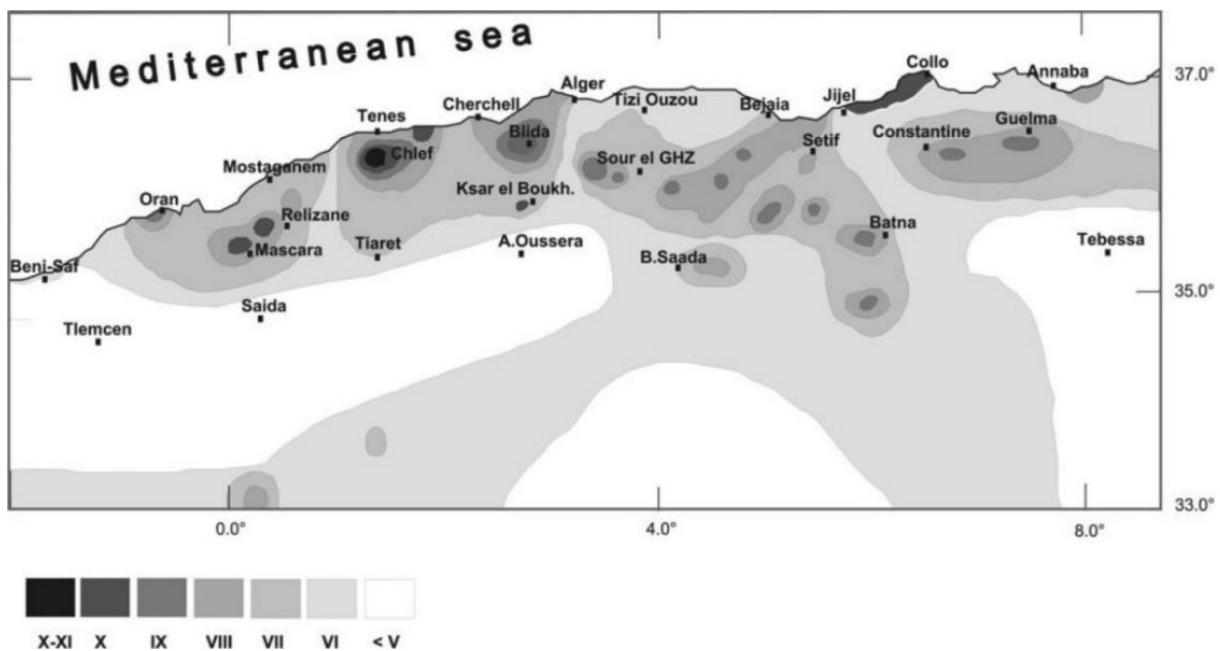 Mediterranean sea
Collo
37.0°
Annaba
Alger
Tizi Ouzou
Jijel
Cherchell
Bejaia
Tenes
Guelma
Blida
Setif
Constantine
Chlef
Sour el GHZ
Mostaganem
Ksar el Boukh.
Oran
Relizane
Batna
Mascara
Tiaret
A.Oussera
Tebessa
B.Saada
Beni-Saf
35.0°
Saida
Tlemcen
33.0°
0.0° 4.0° 8.0°
X-XI X IX VIII VII VI < V